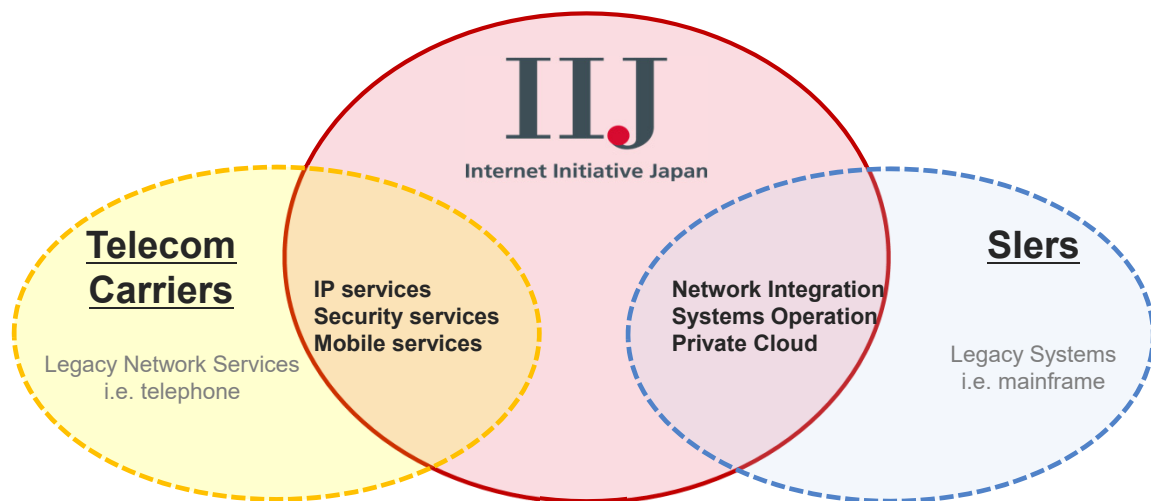 IIJ
Internet Initiative Japan
Telecom
Carriers
Legacy Network Services
i.e. telephone
IP services
Security services
Mobile services
Network Integration
Systems Operation
Private Cloud
SIers
Legacy Systems
i.e. mainframe